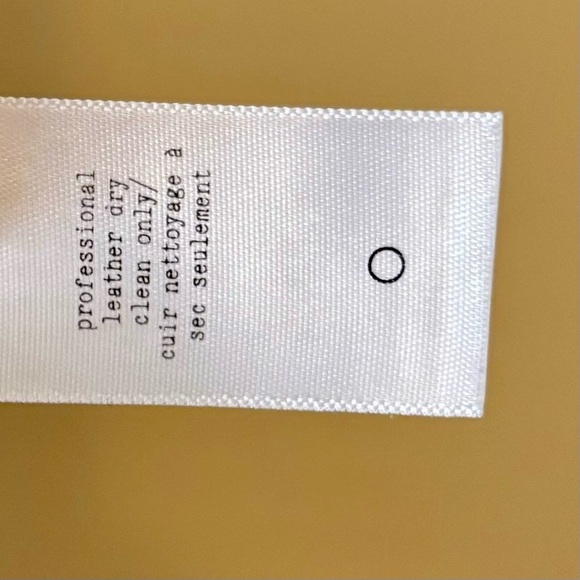 professional
leather dry
clean only/
cuir nettoyage à
sec seulement